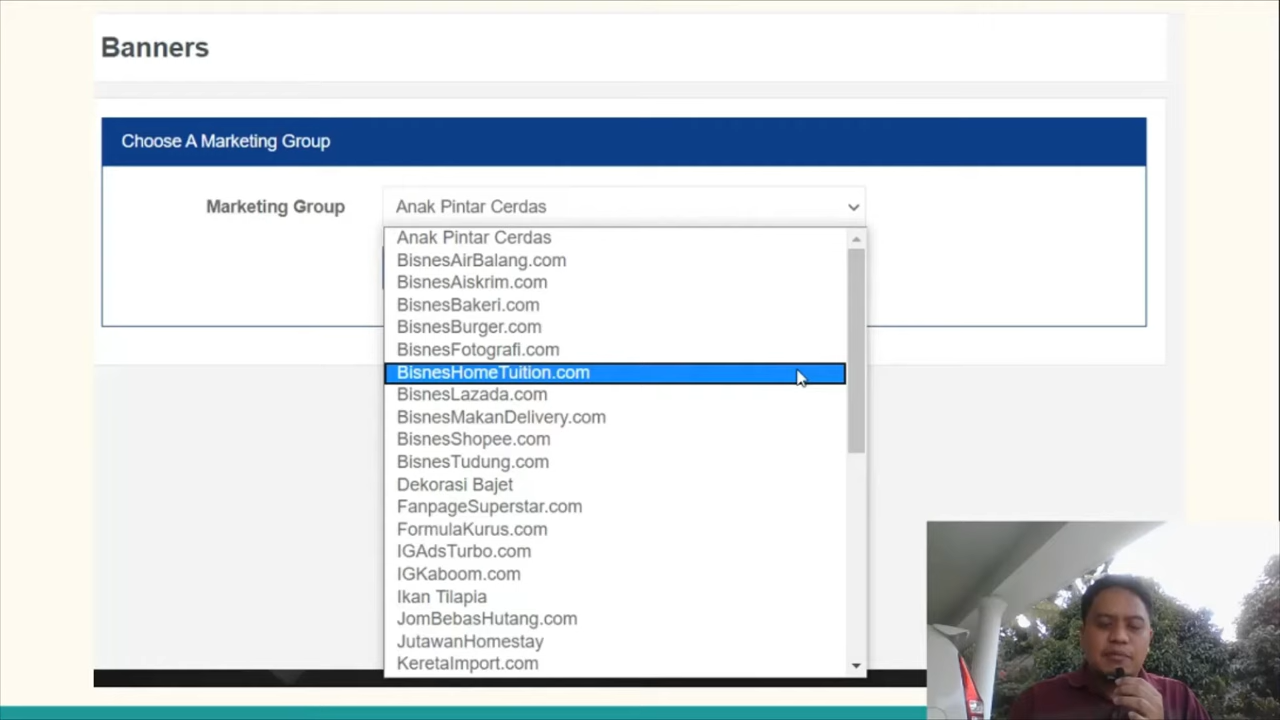 Banners
Choose A Marketing Group
Marketing Group
Anak Pintar Cerdas
Anak Pintar Cerdas
BisnesAirBalang.com
BisnesAiskrim.com
BisnesBakeri.com
BisnesBurger.com
BisnesFotografi.com
BisnesHomeTuition.com
BisnesLazada.com
BisnesMakanDelivery.com
BisnesShopee.com
BisnesTudung.com
Dekorasi Bajet
FanpageSuperstar.com
FormulaKurus.com
IGAdsTurbo.com
IGKaboom.com
Ikan Tilapia
JomBebasHutang.com
JutawanHomestay
KeretaImport.com